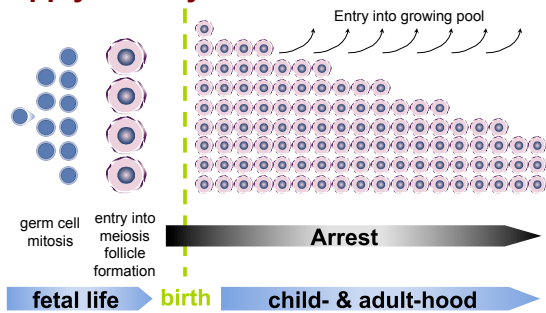 Entry into growing pool
germ cell
mitosis
entry into
meiosis
follicle
formation
Arrest
fetal life
birth
child- & adult-hood